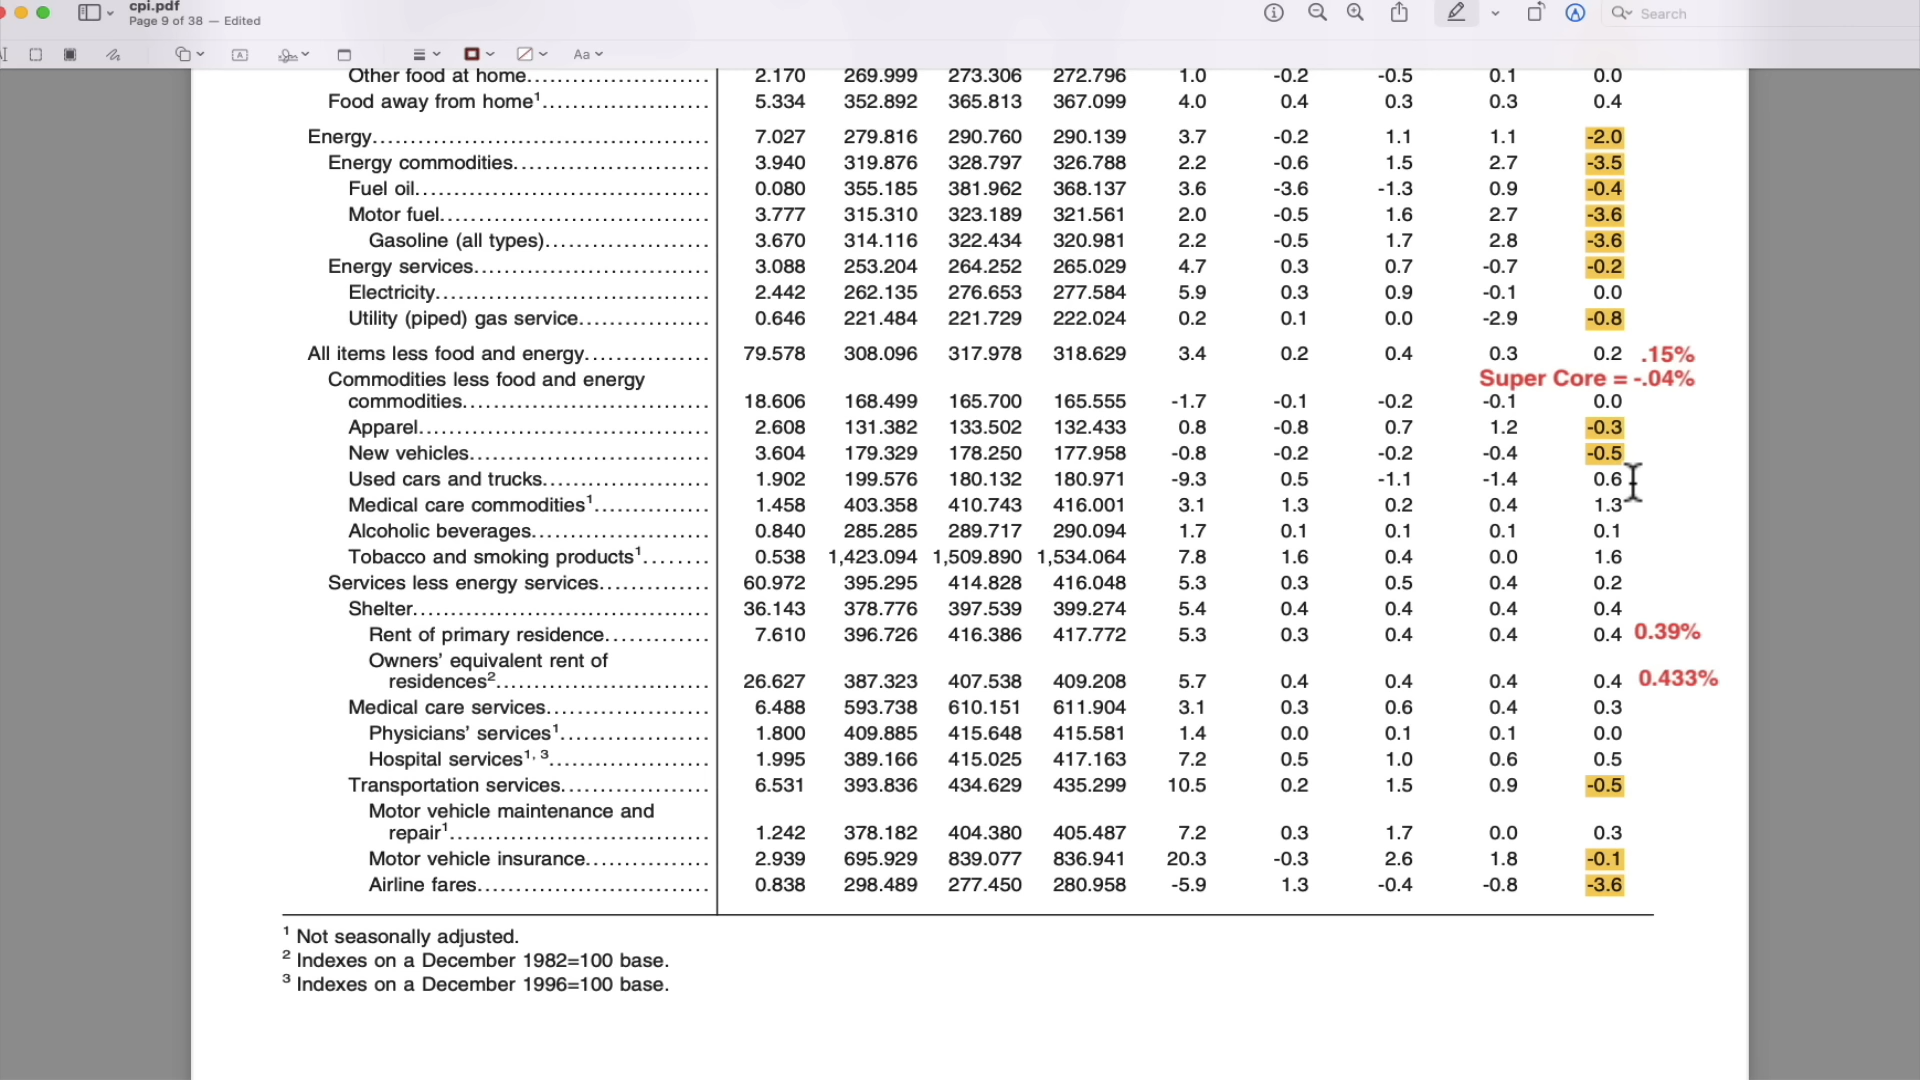 cpi.pdf
Page 9 of 38 — Edited
Search
Aa
Other food at home 2.170 269.999 273.306 272.796 1.0 -0.2 -0.5 0.1 0.0
Food away from home¹ 5.334 352.892 365.813 367.099 4.0 0.4 0.3 0.3 0.4
Energy 7.027 279.816 290.760 290.139 3.7 -0.2 1.1 1.1 -2.0
Energy commodities 3.940 319.876 328.797 326.788 2.2 -0.6 1.5 2.7 -3.5
Fuel oil 0.080 355.185 381.962 368.137 3.6 -3.6 -1.3 0.9 -0.4
Motor fuel 3.777 315.310 323.189 321.561 2.0 -0.5 1.6 2.7 -3.6
Gasoline (all types) 3.670 314.116 322.434 320.981 2.2 -0.5 1.7 2.8 -3.6
Energy services 3.088 253.204 264.252 265.029 4.7 0.3 0.7 -0.7 -0.2
Electricity 2.442 262.135 276.653 277.584 5.9 0.3 0.9 -0.1 0.0
Utility (piped) gas service 0.646 221.484 221.729 222.024 0.2 0.1 0.0 -2.9 -0.8
All items less food and energy 79.578 308.096 317.978 318.629 3.4 0.2 0.4 0.3 0.2 .15%
Commodities less food and energy Super Core = -.04%
commodities 18.606 168.499 165.700 165.555 -1.7 -0.1 -0.2 -0.1 0.0
Apparel 2.608 131.382 133.502 132.433 0.8 -0.8 0.7 1.2 -0.3
New vehicles 3.604 179.329 178.250 177.958 -0.8 -0.2 -0.2 -0.4 -0.5
Used cars and trucks 1.902 199.576 180.132 180.971 -9.3 0.5 -1.1 -1.4 0.6
Medical care commodities¹ 1.458 403.358 410.743 416.001 3.1 1.3 0.2 0.4 1.3
Alcoholic beverages 0.840 285.285 289.717 290.094 1.7 0.1 0.1 0.1 0.1
Tobacco and smoking products¹ 0.538 1,423.094 1,509.890 1,534.064 7.8 1.6 0.4 0.0 1.6
Services less energy services 60.972 395.295 414.828 416.048 5.3 0.3 0.5 0.4 0.2
Shelter 36.143 378.776 397.539 399.274 5.4 0.4 0.4 0.4 0.4
Rent of primary residence 7.610 396.726 416.386 417.772 5.3 0.3 0.4 0.4 0.4 0.39%
Owners’ equivalent rent of
residences² 26.627 387.323 407.538 409.208 5.7 0.4 0.4 0.4 0.4 0.433%
Medical care services 6.488 593.738 610.151 611.904 3.1 0.3 0.6 0.4 0.3
Physicians’ services¹ 1.800 409.885 415.648 415.581 1.4 0.0 0.1 0.1 0.0
Hospital services¹, ³ 1.995 389.166 415.025 417.163 7.2 0.5 1.0 0.6 0.5
Transportation services 6.531 393.836 434.629 435.299 10.5 0.2 1.5 0.9 -0.5
Motor vehicle maintenance and
repair¹ 1.242 378.182 404.380 405.487 7.2 0.3 1.7 0.0 0.3
Motor vehicle insurance 2.939 695.929 839.077 836.941 20.3 -0.3 2.6 1.8 -0.1
Airline fares 0.838 298.489 277.450 280.958 -5.9 1.3 -0.4 -0.8 -3.6
¹ Not seasonally adjusted.
² Indexes on a December 1982=100 base.
³ Indexes on a December 1996=100 base.